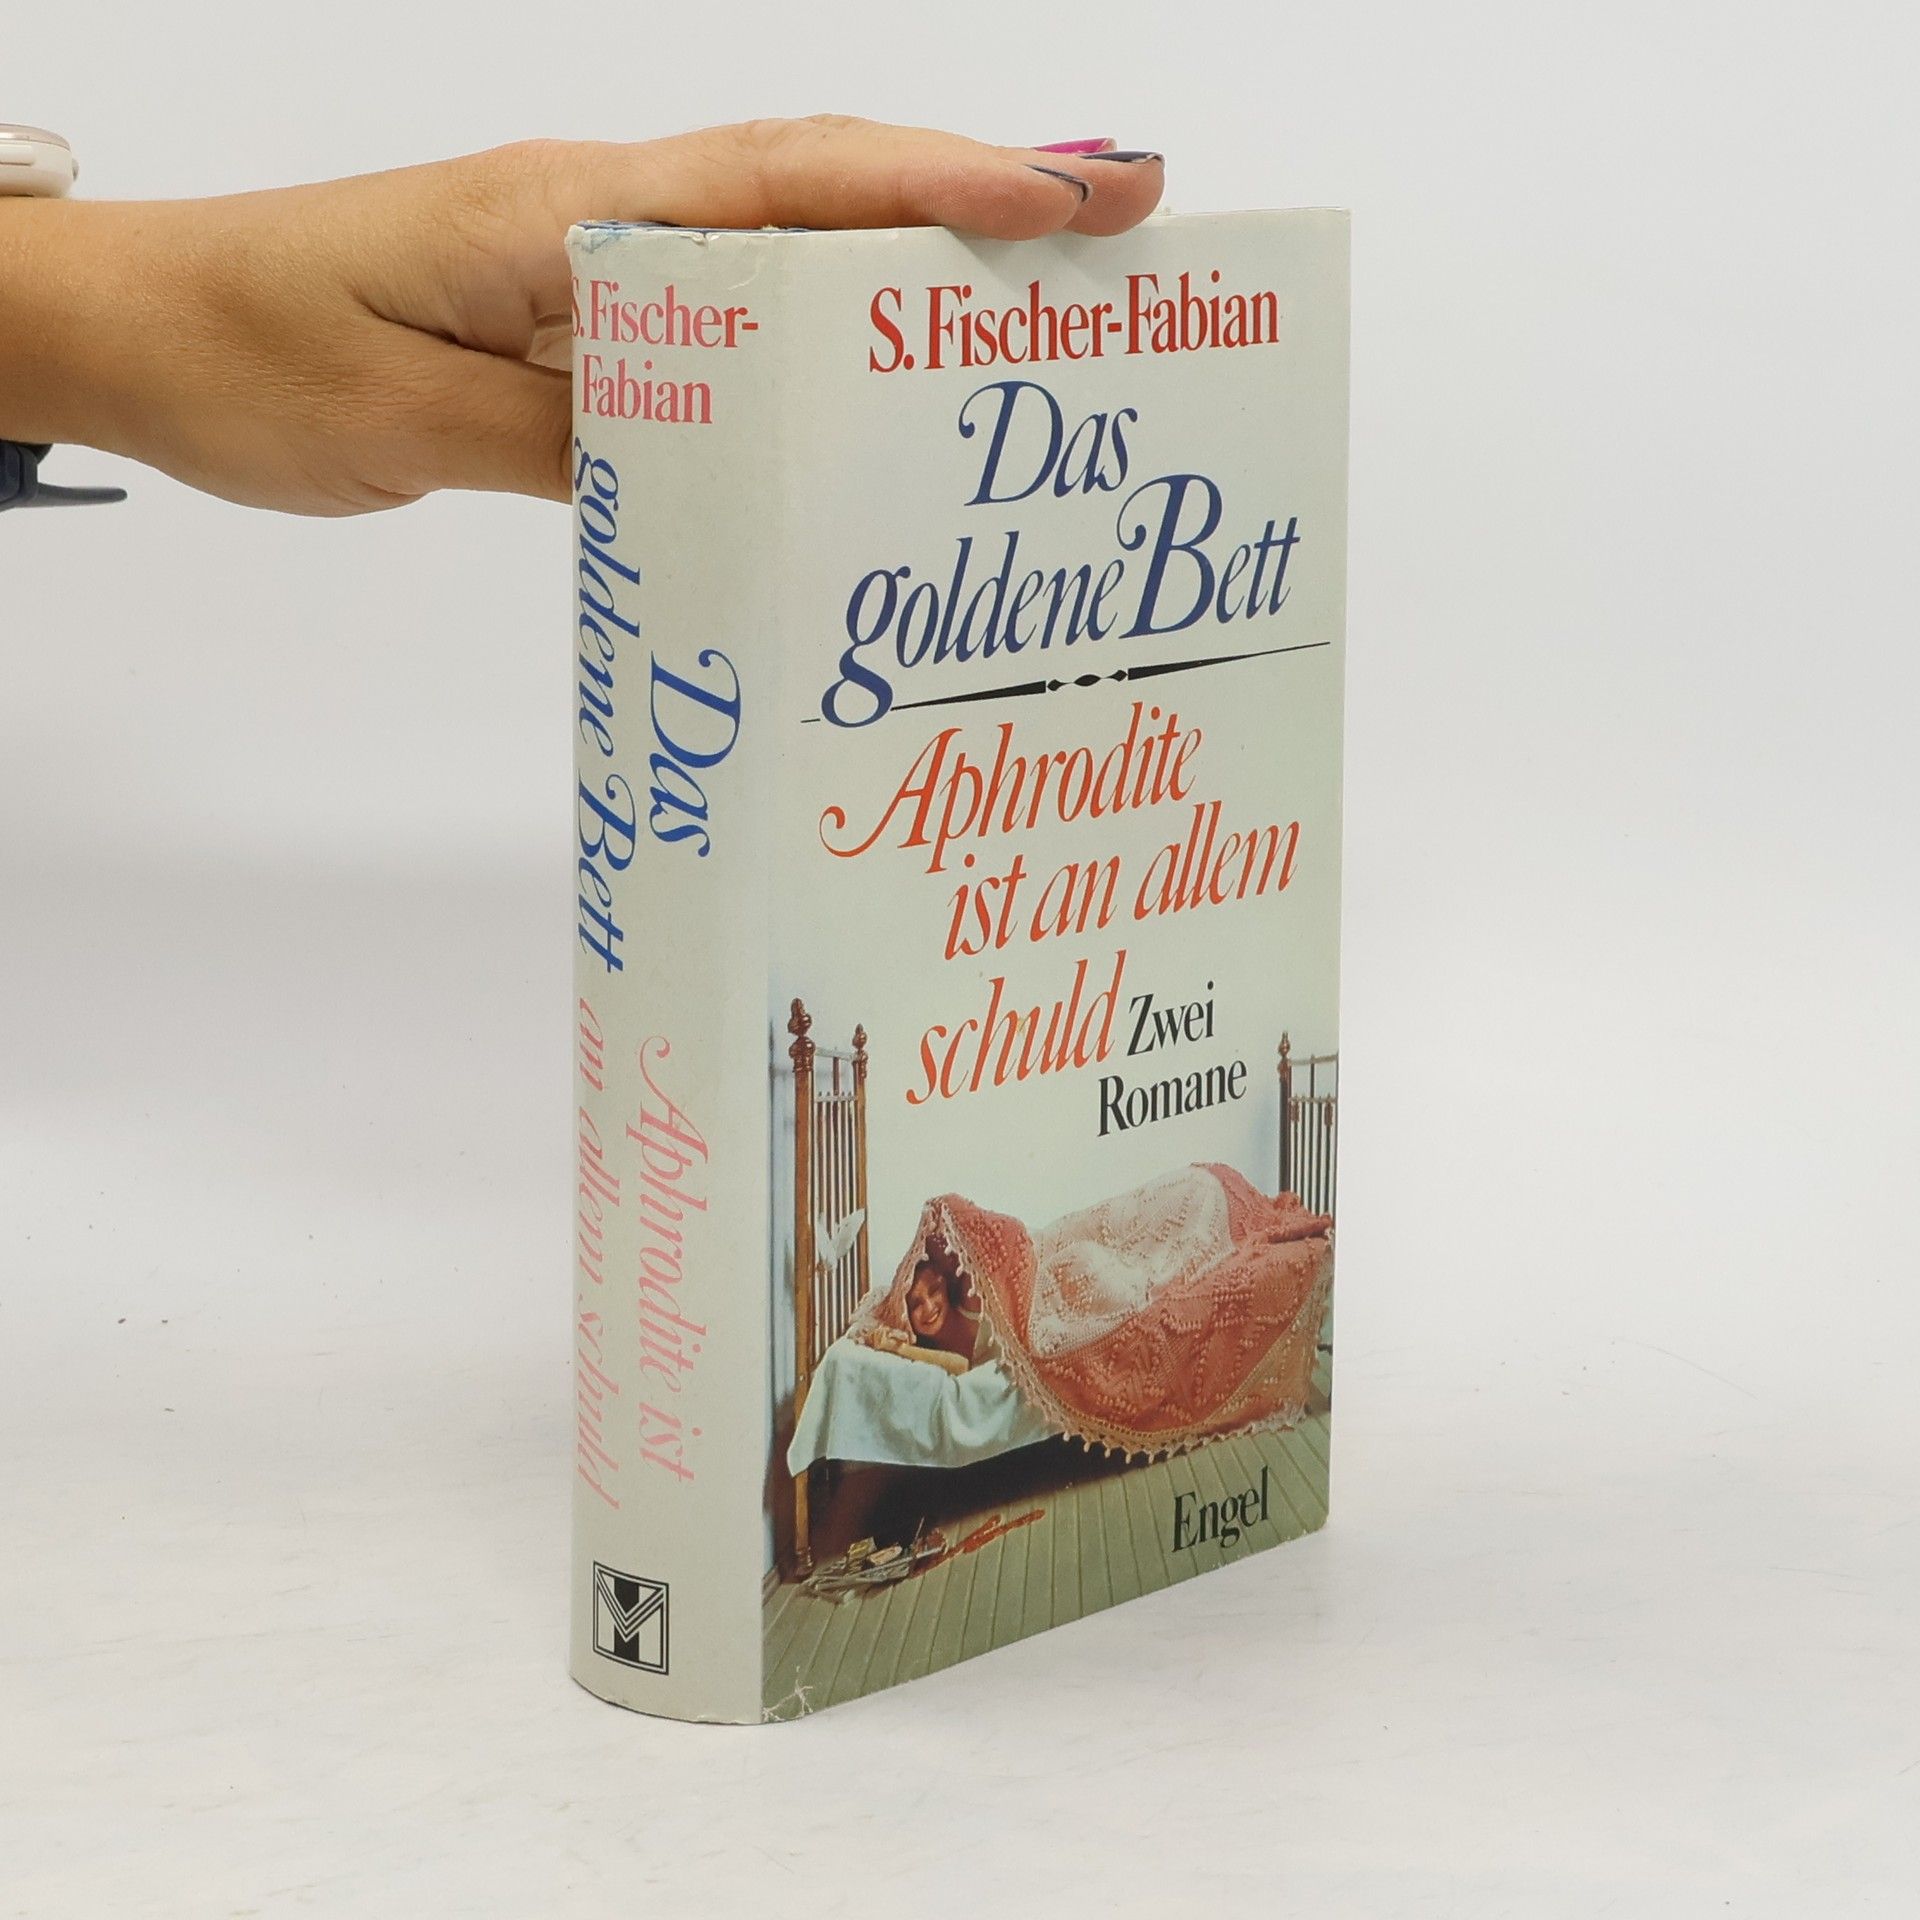 S. Fischer-
Fabian
Das
goldene Bett
Aphrodite ist
an allem schuld
S. Fischer-Fabian
Das
goldene Bett
Aphrodite
ist an allem
schuld Zwei
Romane
Engel